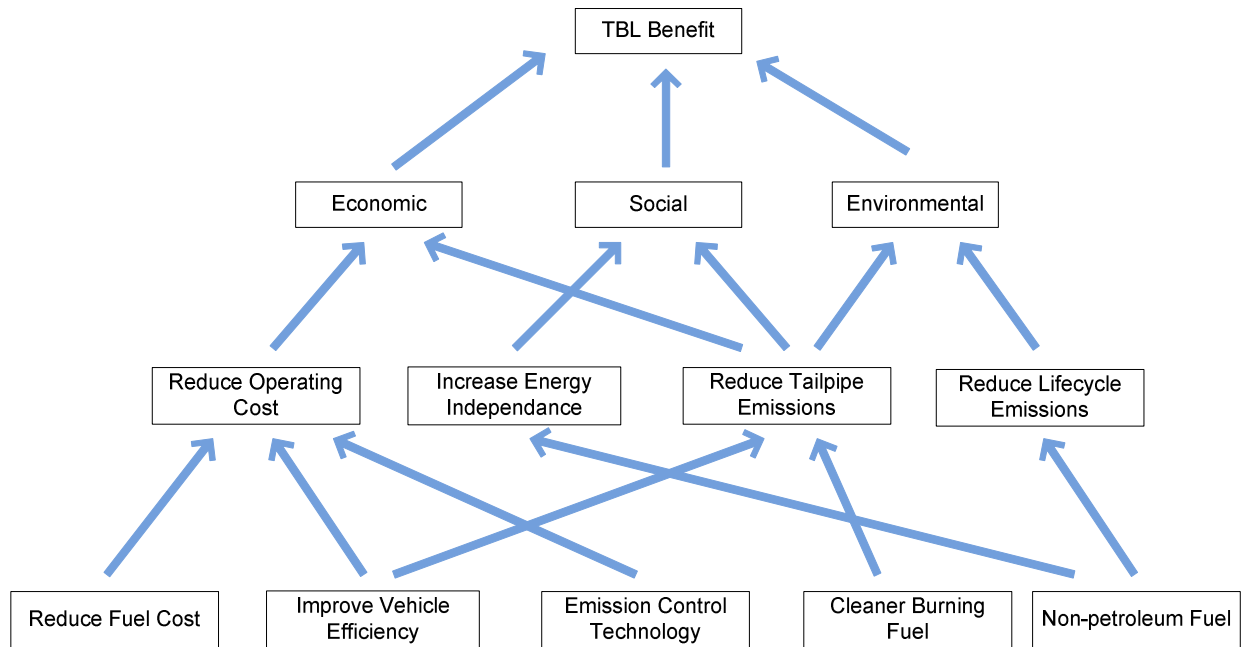 TBL Benefit
Economic
Social
Environmental
Reduce Operating
Cost
Increase Energy
Independance
Reduce Tailpipe
Emissions
Reduce Lifecycle
Emissions
Reduce Fuel Cost
Improve Vehicle
Efficiency
Emission Control
Technology
Cleaner Burning
Fuel
Non-petroleum Fuel